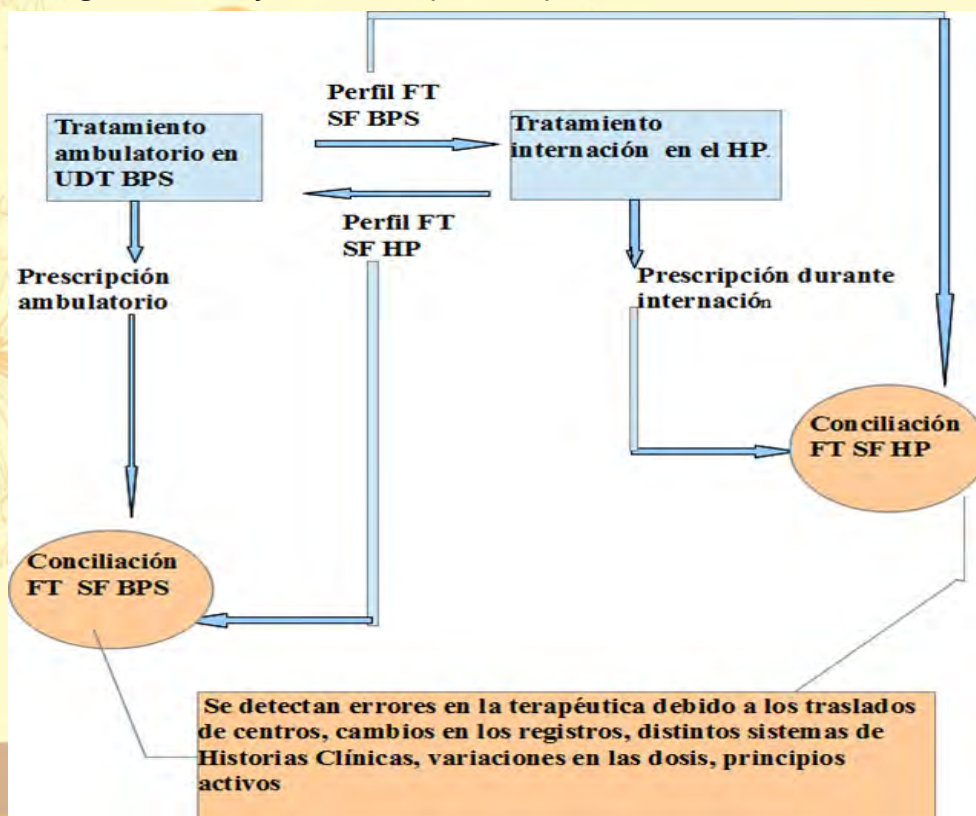 Perfil FT
SF BPS
Tratamiento
ambulatorio en
UDT BPS
Tratamiento
internación en el HP.
Perfil FT
SF HP
Prescripción
ambulatorio
Prescripción durante
internación
Conciliación
FT SF HP
Conciliación
FT SF BPS
Se detectan errores en la terapéutica debido a los traslados
de centros, cambios en los registros, distintos sistemas de
Historias Clínicas, variaciones en las dosis, principios
activos